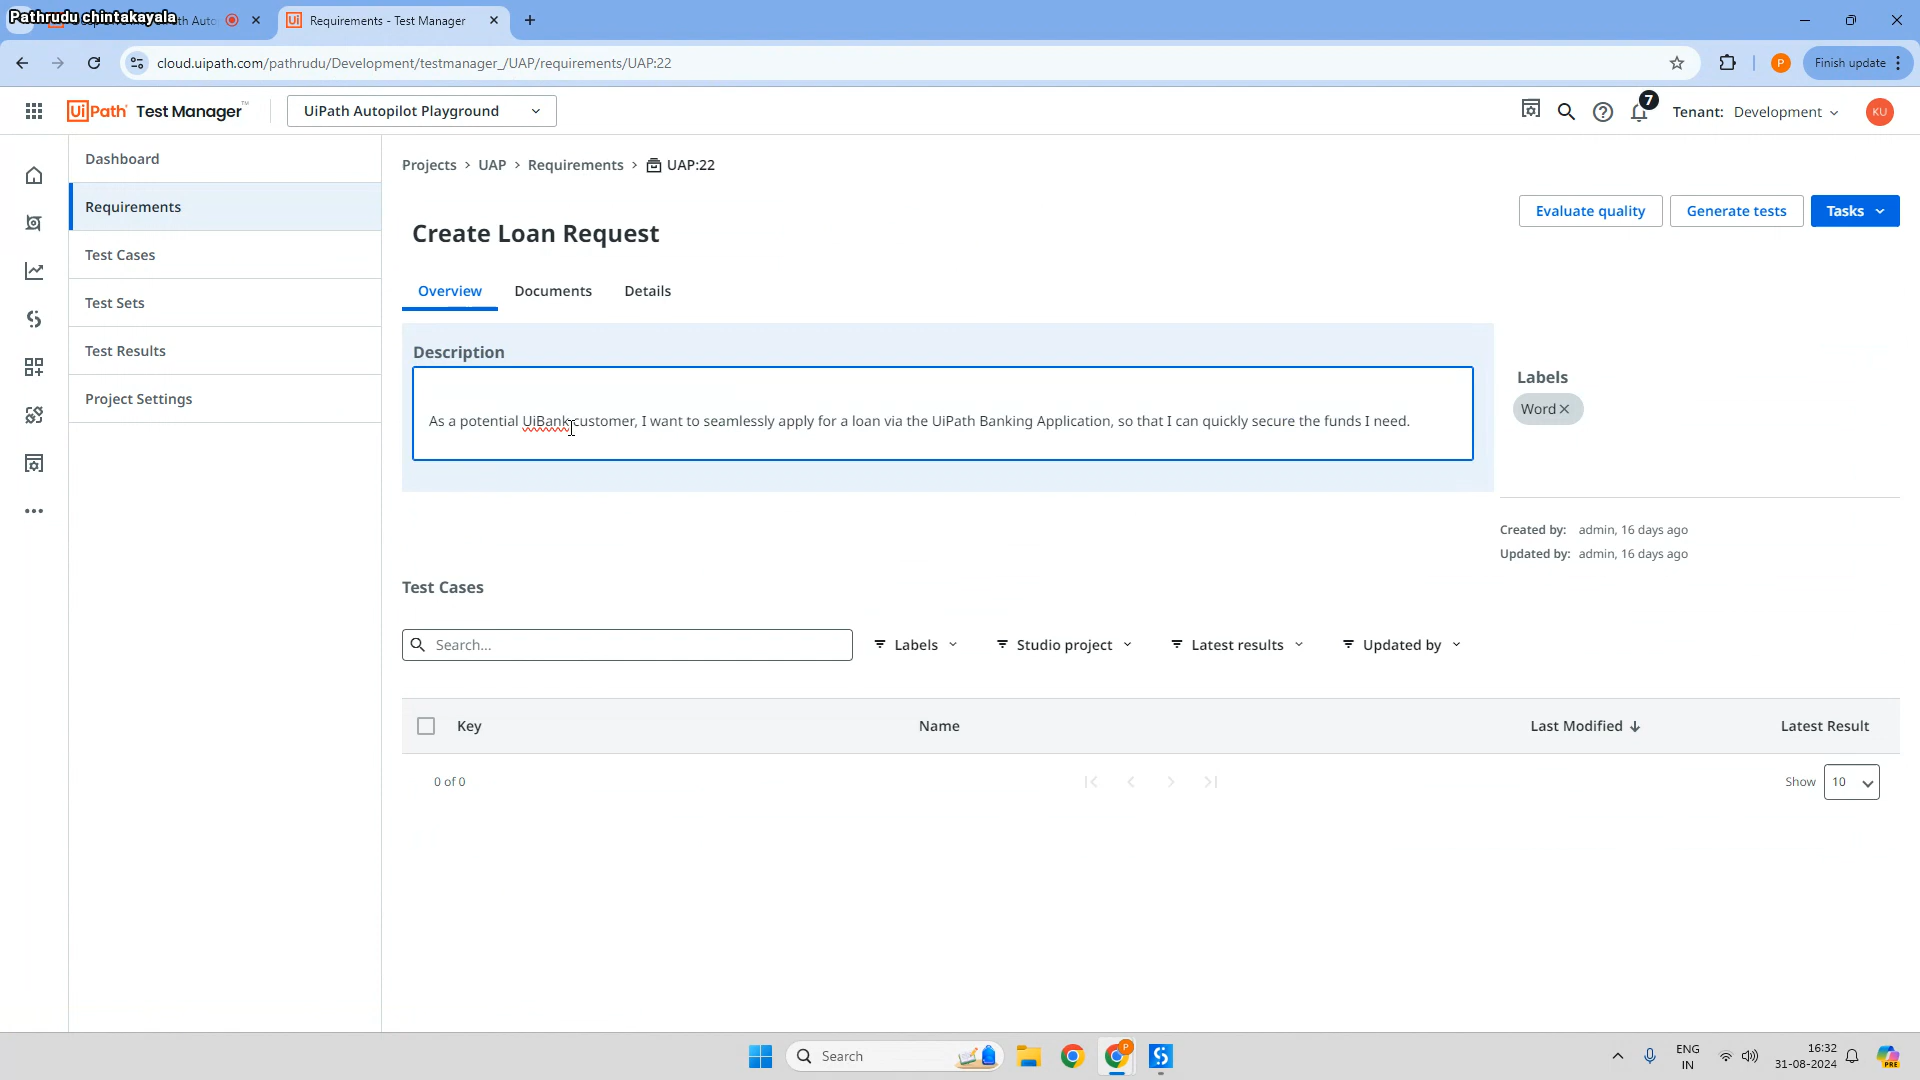 Pathrudu chintakayala
Requirements - Test Manager
cloud.uipath.com/pathrudu/Development/testmanager_/UAP/requirements/UAP:22
P
Finish update
UiPath Test Manager™
UiPath Autopilot Playground
7
Tenant: Development
KU
Dashboard
Requirements
Test Cases
Test Sets
Test Results
Project Settings
Projects > UAP > Requirements > UAP:22
Create Loan Request
Evaluate quality
Generate tests
Tasks
Overview
Documents
Details
Description
As a potential UiBank customer, I want to seamlessly apply for a loan via the UiPath Banking Application, so that I can quickly secure the funds I need.
Labels
Word
Created by: admin, 16 days ago
Updated by: admin, 16 days ago
Test Cases
Search...
Labels
Studio project
Latest results
Updated by
Key
Name
Last Modified
Latest Result
0 of 0
Show 10
Search
P
ENG
IN
16:32
31-08-2024
PRE